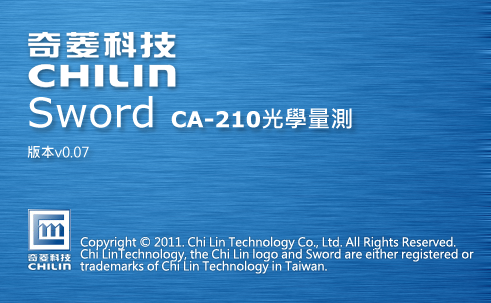 奇菱科技
CHILIN
Sword CA-210光學量測
版本v0.07
奇菱科技
CHILIN
Copyright © 2011. Chi Lin Technology Co., Ltd. All Rights Reserved.
Chi LinTechnology, the Chi Lin logo and Sword are either registered or
trademarks of Chi Lin Technology in Taiwan.